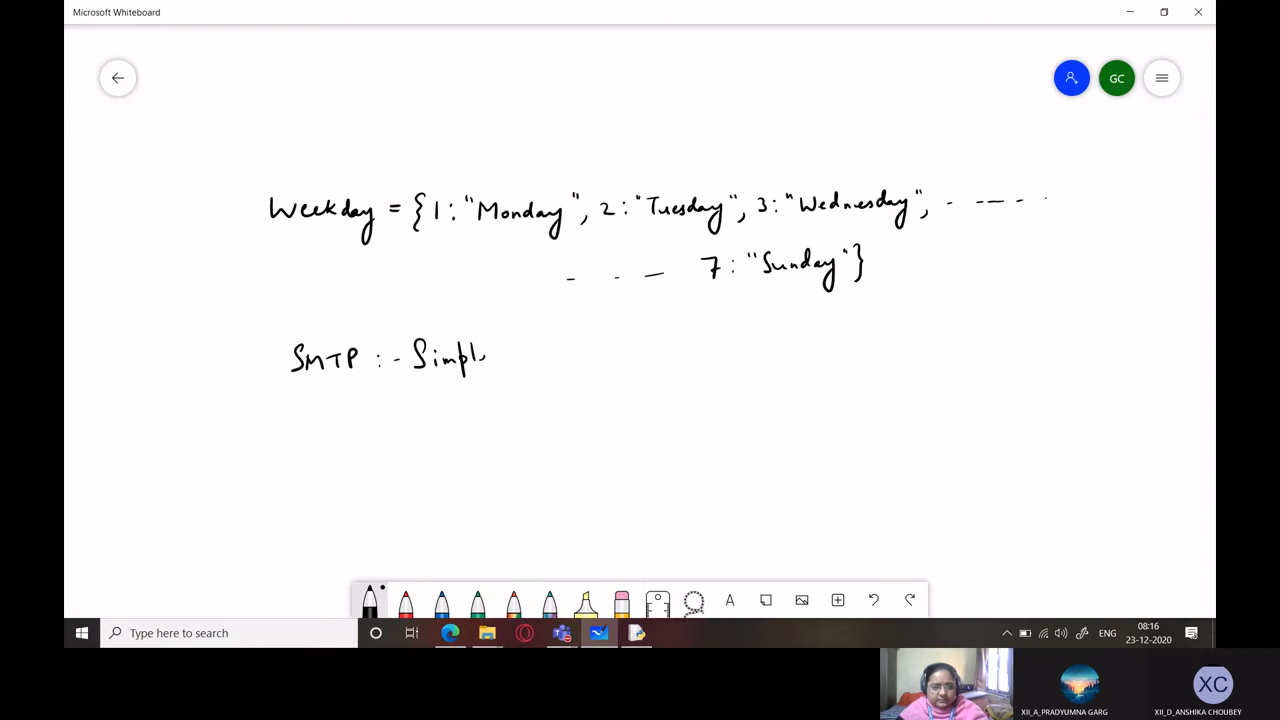 Microsoft Whiteboard
GC
Weekday = {1: "Monday", 2: "Tuesday", 3: "Wednesday", - -- - -
- - - 7: "Sunday"}
SMTP :- Simpl
A
Type here to search
ENG
08:16
23-12-2020
XC
XII_A_PRADYUMNA GARG
XII_D_ANSHIKA CHOUBEY